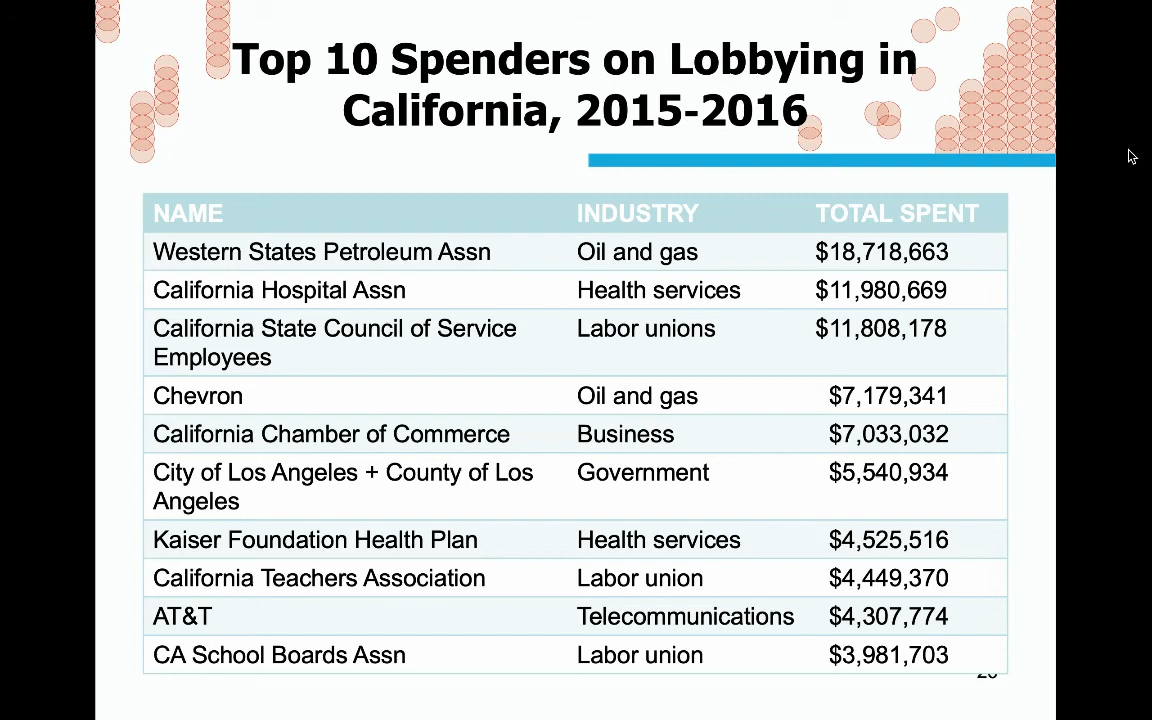 Top 10 Spenders on Lobbying in
California, 2015-2016
NAME INDUSTRY TOTAL SPENT
Western States Petroleum Assn Oil and gas $18,718,663
California Hospital Assn Health services $11,980,669
California State Council of Service Labor unions $11,808,178
Employees
Chevron Oil and gas $7,179,341
California Chamber of Commerce Business $7,033,032
City of Los Angeles + County of Los Government $5,540,934
Angeles
Kaiser Foundation Health Plan Health services $4,525,516
California Teachers Association Labor union $4,449,370
AT&T Telecommunications $4,307,774
CA School Boards Assn Labor union $3,981,703